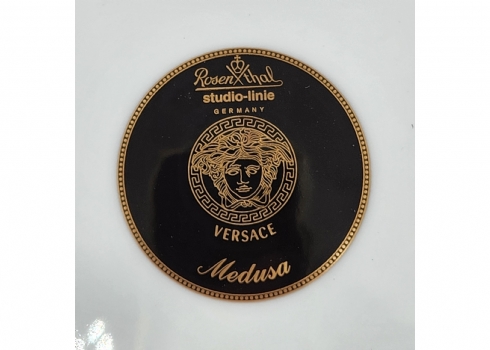 Rosenthal
studio-linie
GERMANY
VERSACE
Medusa